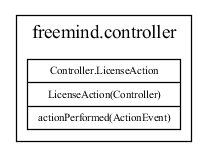 freemind.controller
Controller.LicenseAction
LicenseAction(Controller)
actionPerformed(ActionEvent)